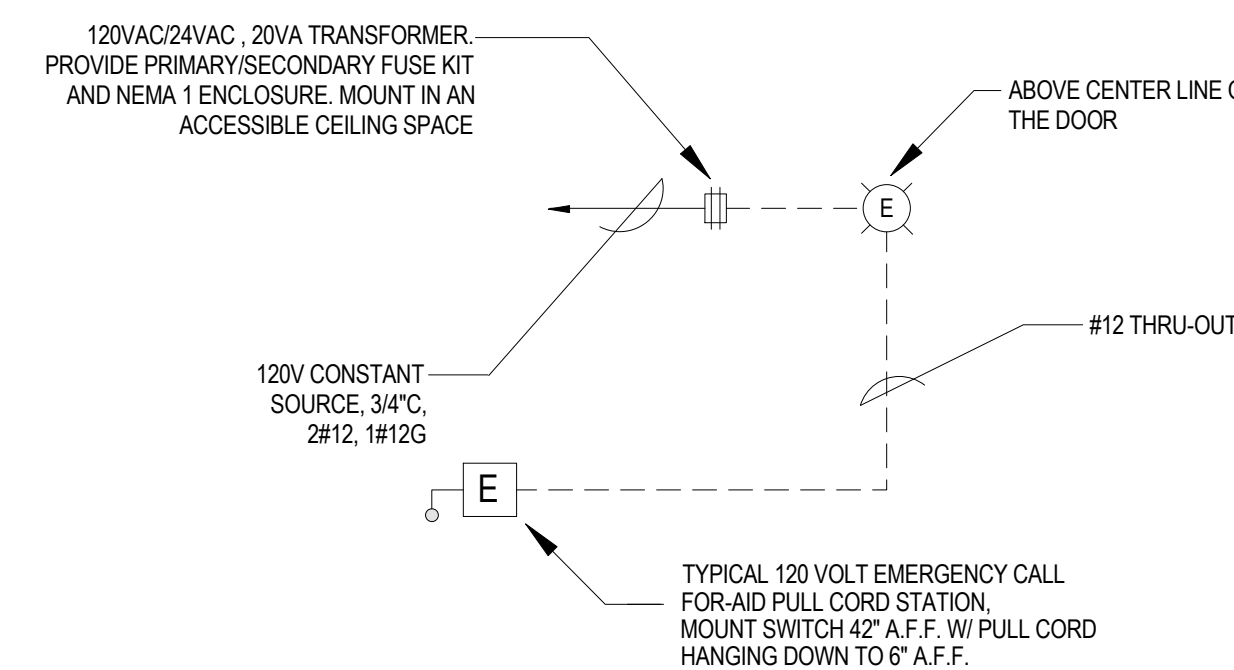 120VAC/24VAC , 20VA TRANSFORMER.
PROVIDE PRIMARY/SECONDARY FUSE KIT
AND NEMA 1 ENCLOSURE. MOUNT IN AN
ACCESSIBLE CEILING SPACE
ABOVE CENTER LINE
THE DOOR
E
#12 THRU-OUT
120V CONSTANT
SOURCE, 3/4"C,
2#12, 1#12G
E
TYPICAL 120 VOLT EMERGENCY CALL
FOR-AID PULL CORD STATION,
MOUNT SWITCH 42" A.F.F. W/ PULL CORD
HANGING DOWN TO 6" A.F.F.